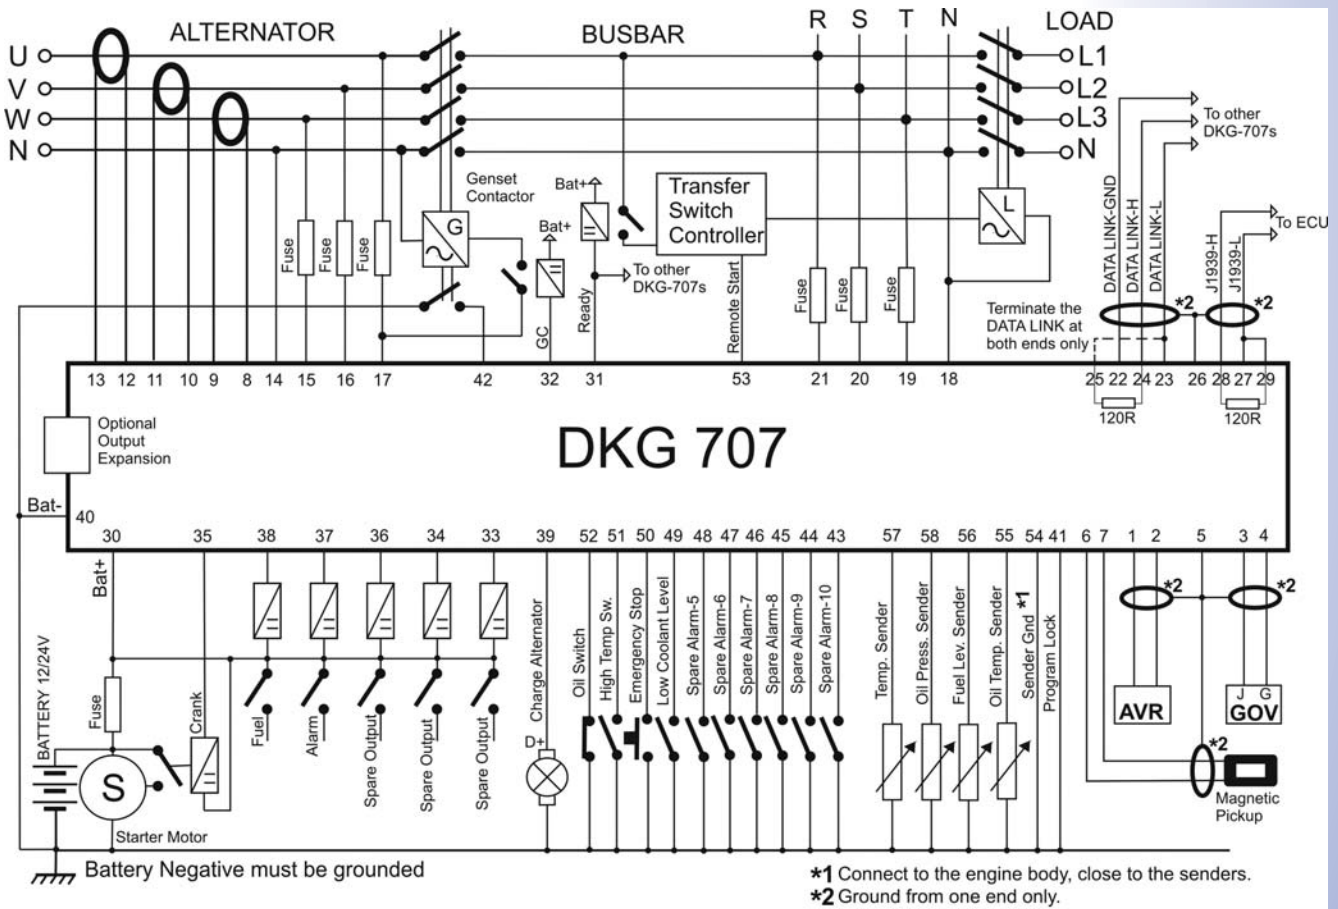 R S T N LOAD
ALTERNATOR
BUSBAR
U
L1
V
L2
W
L3
N
N
To other
DKG-707s
Genset
Contactor
Bat+
Transfer
Switch
Controller
G
L
Bat+
To other
DKG-707s
Fuse
Fuse
Fuse
GC
Ready
Remote Start
Fuse
Fuse
Fuse
DATA LINK-GND
DATA LINK-H
DATA LINK-L
J1939-H
J1939-L
To ECU
Terminate the
DATA LINK at
both ends only
*2
*2
13 12 11 10 9 8 14 15 16 17 42 32 31 53 21 20 19 18 25 22 24 23 26 28 27 29
120R
120R
Optional
Output
Expansion
DKG 707
Bat-
40
30 35 38 37 36 34 33 39 52 51 50 49 48 47 46 45 44 43 57 58 56 55 54 41 6 7 1 2 5 3 4
Bat+
BATTERY 12/24V
Fuse
Crank
S
Starter Motor
Fuel
Alarm
Spare Output
Spare Output
Spare Output
Charge Alternator
D+
Oil Switch
High Temp Sw.
Emergency Stop
Low Coolant Level
Spare Alarm-5
Spare Alarm-6
Spare Alarm-7
Spare Alarm-8
Spare Alarm-9
Spare Alarm-10
Temp. Sender
Oil Press. Sender
Fuel Lev. Sender
Oil Temp. Sender
Sender Gnd *1
Program Lock
*2
*2
AVR
J G
GOV
*2
Magnetic
Pickup
Battery Negative must be grounded
*1 Connect to the engine body, close to the senders.
*2 Ground from one end only.